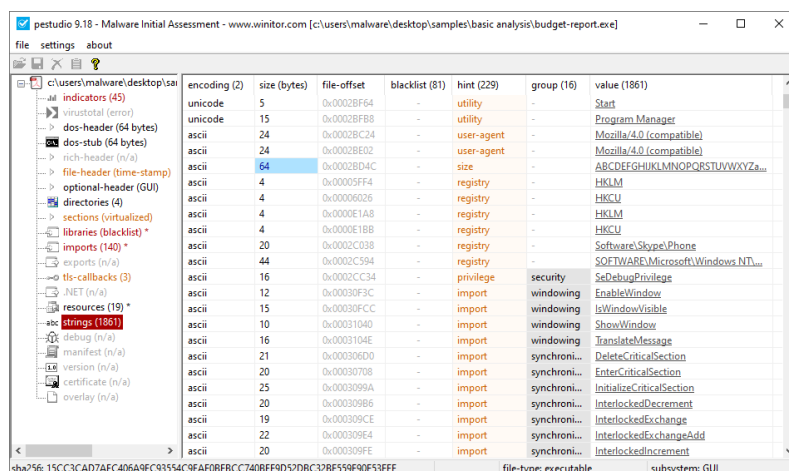 pestudio 9.18 - Malware Initial Assessment - www.winitor.com [c:\users\malware\desktop\samples\basic analysis\budget-report.exe]
file settings about
c:\users\malware\desktop\sar
indicators (45)
virustotal (error)
dos-header (64 bytes)
dos-stub (64 bytes)
rich-header (n/a)
file-header (time-stamp)
optional-header (GUI)
directories (4)
sections (virtualized)
libraries (blacklist) *
imports (140) *
exports (n/a)
tls-callbacks (3)
.NET (n/a)
resources (19) *
abc strings (1861)
debug (n/a)
manifest (n/a)
1.0 version (n/a)
certificate (n/a)
overlay (n/a)
encoding (2) size (bytes) file-offset blacklist (81) hint (229) group (16) value (1861)
unicode 5 0x0002BF64 - utility - Start
unicode 15 0x0002BFB8 - utility - Program Manager
ascii 24 0x0002BC24 - user-agent - Mozilla/4.0 (compatible)
ascii 24 0x0002BE02 - user-agent - Mozilla/4.0 (compatible)
ascii 64 0x0002BD4C - size - ABCDEFGHIJKLMNOPQRSTUVWXYZa...
ascii 4 0x00005FF4 - registry - HKLM
ascii 4 0x00006026 - registry - HKCU
ascii 4 0x0000E1A8 - registry - HKLM
ascii 4 0x0000E1BB - registry - HKCU
ascii 20 0x0002C038 - registry - Software\Skype\Phone
ascii 44 0x0002C594 - registry - SOFTWARE\Microsoft\Windows NT\...
ascii 16 0x0002CC34 - privilege security SeDebugPrivilege
ascii 12 0x00030F3C - import windowing EnableWindow
ascii 15 0x00030FCC - import windowing IsWindowVisible
ascii 10 0x00031040 - import windowing ShowWindow
ascii 16 0x0003104E - import windowing TranslateMessage
ascii 21 0x000306D0 - import synchroni... DeleteCriticalSection
ascii 20 0x00030708 - import synchroni... EnterCriticalSection
ascii 25 0x0003099A - import synchroni... InitializeCriticalSection
ascii 20 0x000309B6 - import synchroni... InterlockedDecrement
ascii 19 0x000309CE - import synchroni... InterlockedExchange
ascii 22 0x000309E4 - import synchroni... InterlockedExchangeAdd
ascii 20 0x000309FE - import synchroni... InterlockedIncrement
sha256: file-type: executable subsystem: GUI